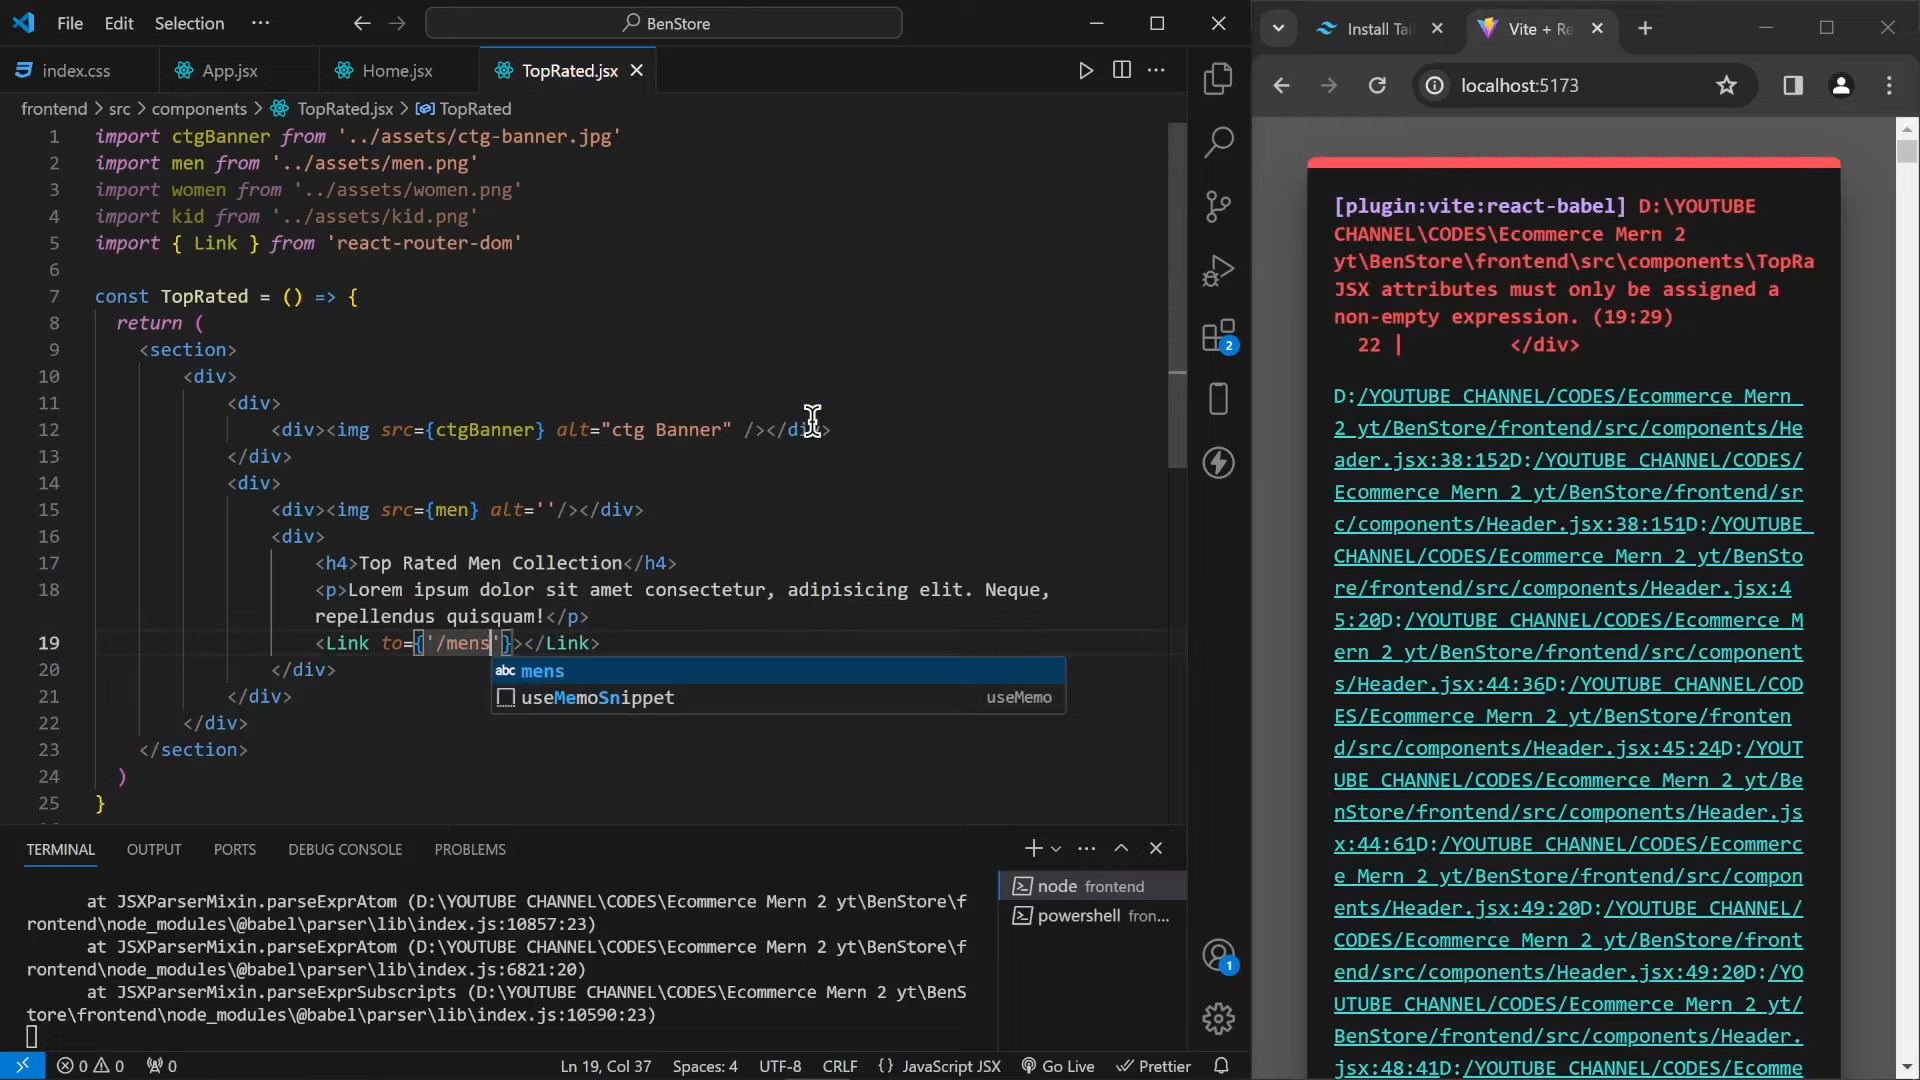 File Edit Selection ··· BenStore
index.css App.jsx Home.jsx TopRated.jsx
frontend > src > components > TopRated.jsx > TopRated
1 import ctgBanner from '../assets/ctg-banner.jpg'
2 import men from '../assets/men.png'
3 import women from '../assets/women.png'
4 import kid from '../assets/kid.png'
5 import { Link } from 'react-router-dom'
6
7 const TopRated = () => {
8 return (
9 <section>
10 <div>
11 <div>
12 <div><img src={ctgBanner} alt="ctg Banner" /></div>
13 </div>
14 <div>
15 <div><img src={men} alt=''/></div>
16 <div>
17 <h4>Top Rated Men Collection</h4>
18 <p>Lorem ipsum dolor sit amet consectetur, adipisicing elit. Neque,
repellendus quisquam!</p>
19 <Link to={'/mens'}></Link>
abc mens
20 </div>
useMemoSnippet useMemo
21 </div>
22 </div>
23 </section>
24 )
25 }
2
1
TERMINAL OUTPUT PORTS DEBUG CONSOLE PROBLEMS
node frontend
powershell fron...
at JSXParserMixin.parseExprAtom (D:\YOUTUBE CHANNEL\CODES\Ecommerce Mern 2 yt\BenStore\f
rontend\node_modules\@babel\parser\lib\index.js:10857:23)
at JSXParserMixin.parseExprAtom (D:\YOUTUBE CHANNEL\CODES\Ecommerce Mern 2 yt\BenStore\f
rontend\node_modules\@babel\parser\lib\index.js:6821:20)
at JSXParserMixin.parseExprSubscripts (D:\YOUTUBE CHANNEL\CODES\Ecommerce Mern 2 yt\BenS
tore\frontend\node_modules\@babel\parser\lib\index.js:10590:23)
0 0 0 Ln 19, Col 37 Spaces: 4 UTF-8 CRLF {} JavaScript JSX Go Live Prettier
Install Tai Vite + Re
localhost:5173
[plugin:vite:react-babel] D:\YOUTUBE
CHANNEL\CODES\Ecommerce Mern 2
yt\BenStore\frontend\src\components\TopRa
JSX attributes must only be assigned a
non-empty expression. (19:29)
22 | </div>
D:/YOUTUBE CHANNEL/CODES/Ecommerce Mern
2 yt/BenStore/frontend/src/components/He
ader.jsx:38:152D:/YOUTUBE CHANNEL/CODES/
Ecommerce Mern 2 yt/BenStore/frontend/sr
c/components/Header.jsx:38:151D:/YOUTUBE
CHANNEL/CODES/Ecommerce Mern 2 yt/BenSto
re/frontend/src/components/Header.jsx:4
5:20D:/YOUTUBE CHANNEL/CODES/Ecommerce M
ern 2 yt/BenStore/frontend/src/component
s/Header.jsx:44:36D:/YOUTUBE CHANNEL/COD
ES/Ecommerce Mern 2 yt/BenStore/fronten
d/src/components/Header.jsx:45:24D:/YOUT
UBE CHANNEL/CODES/Ecommerce Mern 2 yt/Be
nStore/frontend/src/components/Header.js
x:44:61D:/YOUTUBE CHANNEL/CODES/Ecommerc
e Mern 2 yt/BenStore/frontend/src/compon
ents/Header.jsx:49:20D:/YOUTUBE CHANNEL/
CODES/Ecommerce Mern 2 yt/BenStore/front
end/src/components/Header.jsx:49:20D:/YO
UTUBE CHANNEL/CODES/Ecommerce Mern 2 yt/
BenStore/frontend/src/components/Header.
jsx:48:41D:/YOUTUBE CHANNEL/CODES/Ecomme